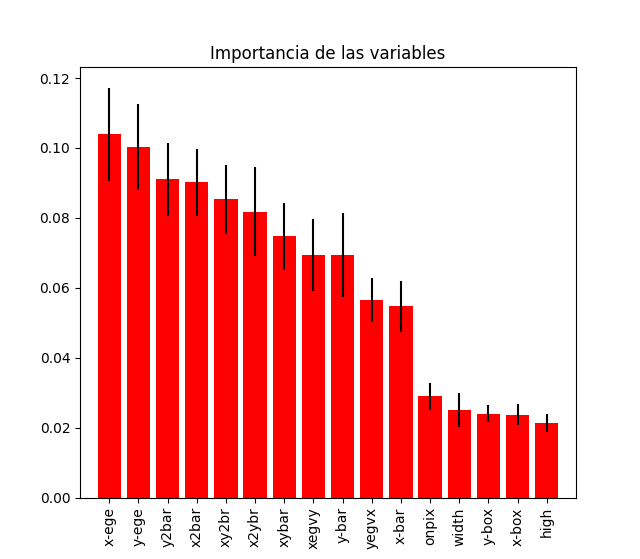 Importancia de las variables
0.12
0.10
0.08
0.06
0.04
0.02
0.00
x-ege
y-ege
y2bar
x2bar
xy2br
x2ybr
xybar
xegvy
y-bar
yegvx
x-bar
onpix
width
y-box
x-box
high